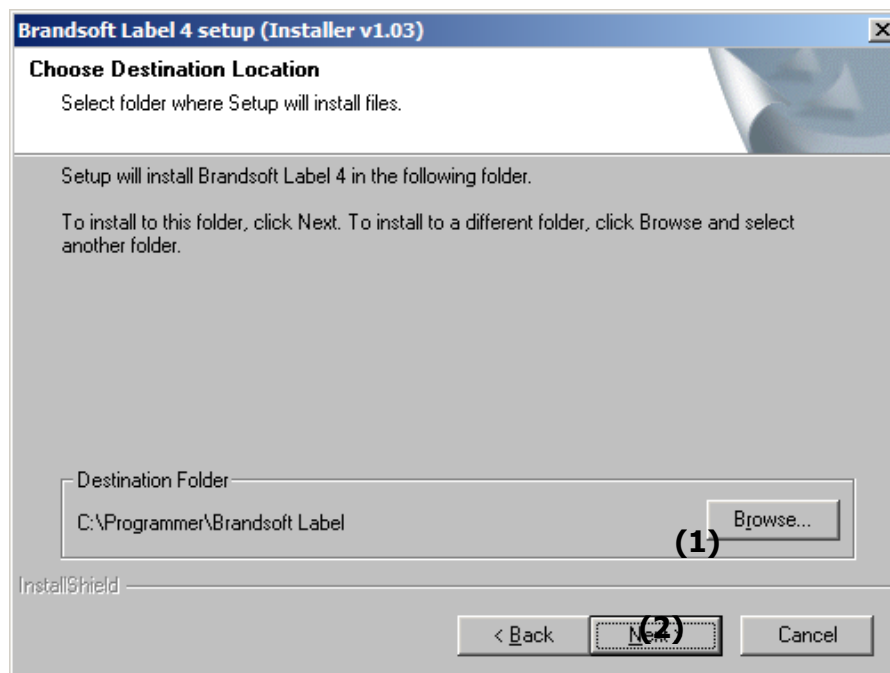 Brandsoft Label 4 setup (Installer v1.03)
Choose Destination Location
Select folder where Setup will install files.
Setup will install Brandsoft Label 4 in the following folder.
To install to this folder, click Next. To install to a different folder, click Browse and select
another folder.
Destination Folder
C:\Programmer\Brandsoft Label
Browse...
(1)
InstallShield
< Back
(2)
Cancel